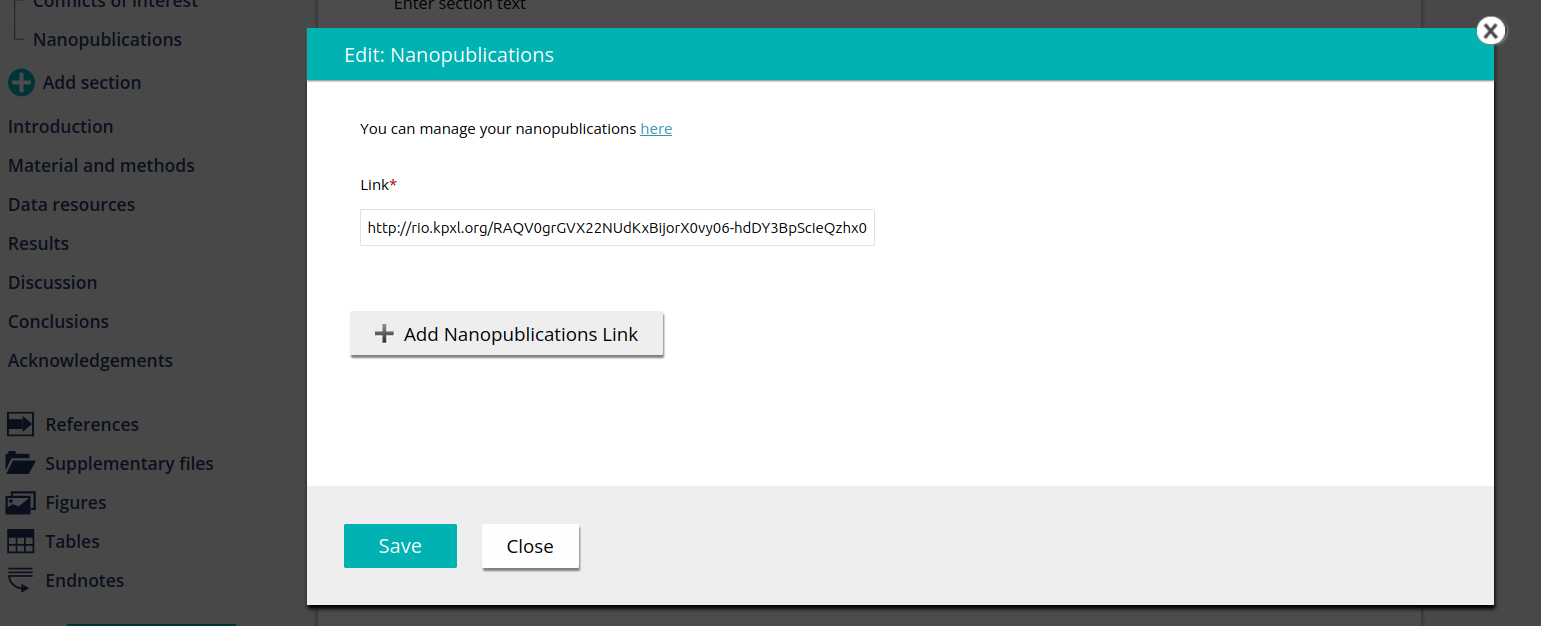 Conflicts of interest
Nanopublications
Add section
Introduction
Material and methods
Data resources
Results
Discussion
Conclusions
Acknowledgements
References
Supplementary files
Figures
Tables
Endnotes
Enter section text
Edit: Nanopublications
You can manage your nanopublications here
Link*
http://rio.kpxl.org/RAQV0grGVX22NUdKxBiJorX0vy06-hdDY3BpScIeQzhx0
Add Nanopublications Link
Save
Close